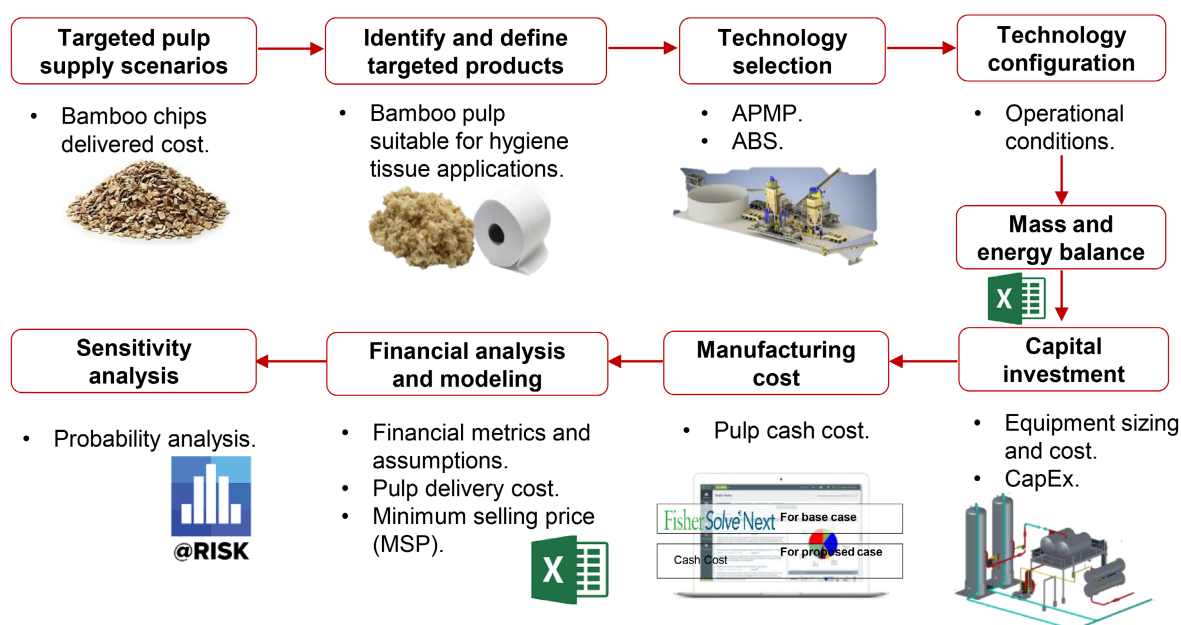 Targeted pulp
supply scenarios
Identify and define
targeted products
Technology
selection
Technology
configuration
• Bamboo chips
delivered cost.
• Bamboo pulp
suitable for hygiene
tissue applications.
• APMP.
• ABS.
• Operational
conditions.
Mass and
energy balance
X
Sensitivity
analysis
Financial analysis
and modeling
Manufacturing
cost
Capital
investment
• Probability analysis.
@RISK
• Financial metrics and
assumptions.
• Pulp delivery cost.
• Minimum selling price
(MSP).
X
• Pulp cash cost.
FisherSolve Next For base case
Cash Cost For proposed case
• Equipment sizing
and cost.
• CapEx.